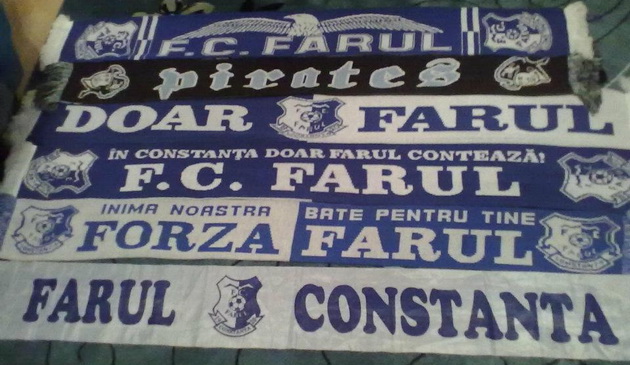 F.C. FARUL
pirates
DOAR FARUL
ÎN CONSTANȚA DOAR FARUL CONTEAZĂ!
F.C. FARUL
INIMA NOASTRA BATE PENTRU TINE
FORZA FARUL
FARUL CONSTANTA